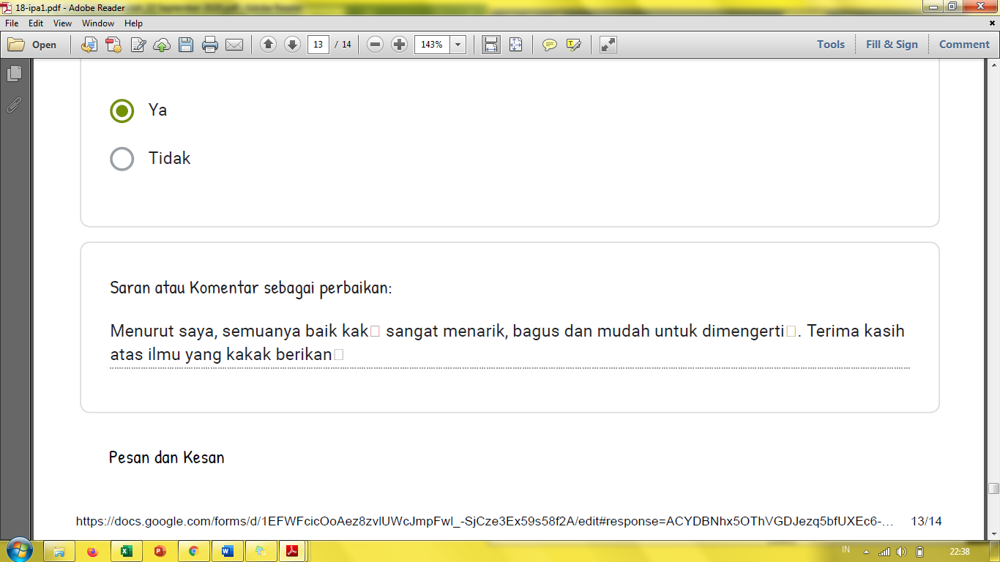 18-ipa1.pdf - Adobe Reader
File Edit View Window Help
Open 13 / 14 143% Tools Fill & Sign Comment
Ya
Tidak
Saran atau Komentar sebagai perbaikan:
Menurut saya, semuanya baik kak□ sangat menarik, bagus dan mudah untuk dimengerti□. Terima kasih
atas ilmu yang kakak berikan□
Pesan dan Kesan
https://docs.google.com/forms/d/1EFWFcicOoAez8zvlUWcJmpFwl_-SjCze3Ex59s58f2A/edit#response=ACYDBNhx5OThVGDJezq5bfUXEc6-... 13/14
IN 22:38